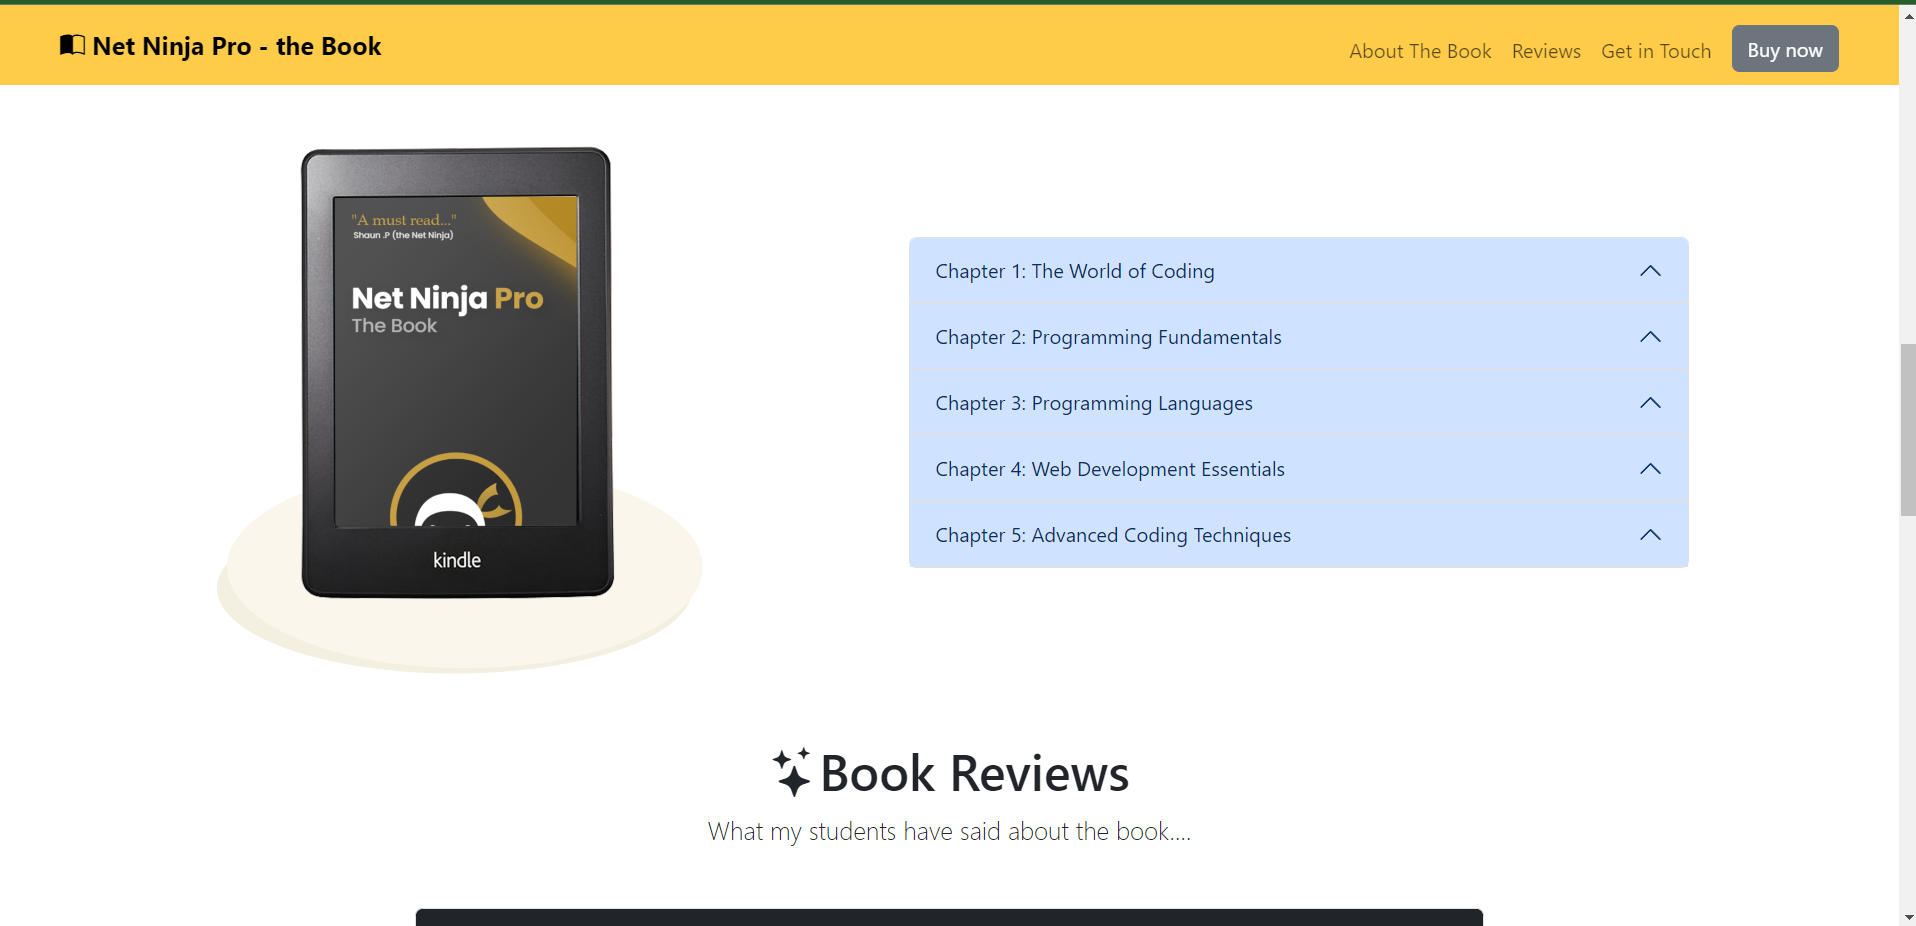 Net Ninja Pro - the Book
About The Book
Reviews
Get in Touch
Buy now
"A must read..."
Shaun .P (the Net Ninja)
Net Ninja Pro
The Book
kindle
Chapter 1: The World of Coding
Chapter 2: Programming Fundamentals
Chapter 3: Programming Languages
Chapter 4: Web Development Essentials
Chapter 5: Advanced Coding Techniques
Book Reviews
What my students have said about the book....